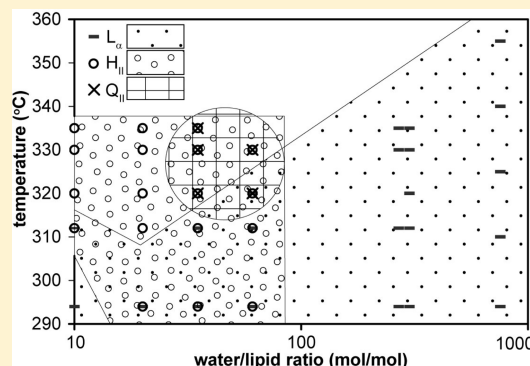 360
350
340
330
320
310
300
290
temperature (°C)
Lα
HII
QII
10
100
1000
water/lipid ratio (mol/mol)